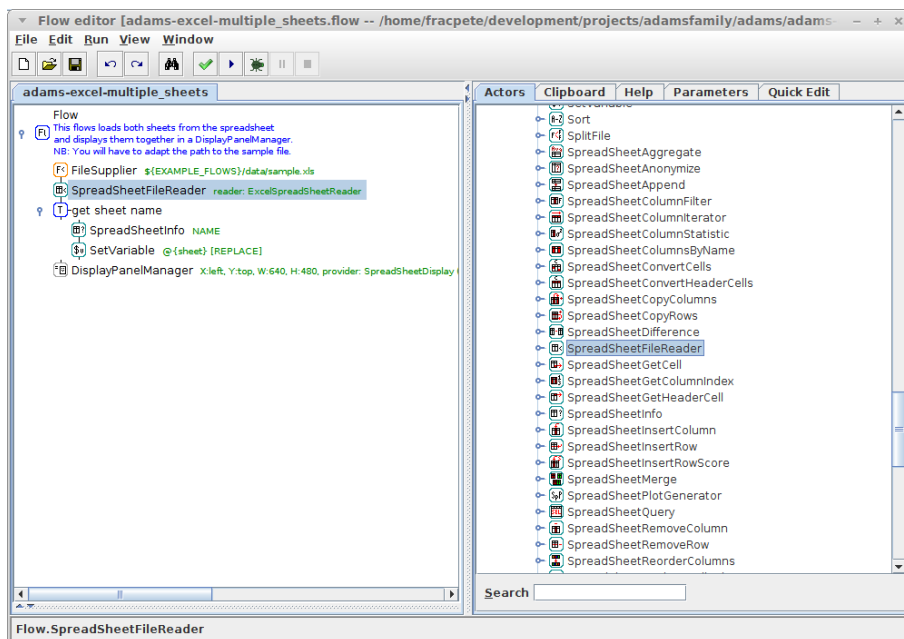 Flow editor [adams-excel-multiple_sheets.flow -- /home/fracpete/development/projects/adamsfamily/adams/adams-
File Edit Run View Window
adams-excel-multiple_sheets
Flow
This flows loads both sheets from the spreadsheet
and displays them together in a DisplayPanelManager.
NB: You will have to adapt the path to the sample file.
FileSupplier ${EXAMPLE_FLOWS}/data/sample.xls
SpreadSheetFileReader reader: ExcelSpreadSheetReader
get sheet name
SpreadSheetInfo NAME
SetVariable @{sheet} [REPLACE]
DisplayPanelManager X:left, Y:top, W:640, H:480, provider: SpreadSheetDisplay
Actors Clipboard Help Parameters Quick Edit
SetVariable
Sort
SplitFile
SpreadSheetAggregate
SpreadSheetAnonymize
SpreadSheetAppend
SpreadSheetColumnFilter
SpreadSheetColumnIterator
SpreadSheetColumnStatistic
SpreadSheetColumnsByName
SpreadSheetConvertCells
SpreadSheetConvertHeaderCells
SpreadSheetCopyColumns
SpreadSheetCopyRows
SpreadSheetDifference
SpreadSheetFileReader
SpreadSheetGetCell
SpreadSheetGetColumnIndex
SpreadSheetGetHeaderCell
SpreadSheetInfo
SpreadSheetInsertColumn
SpreadSheetInsertRow
SpreadSheetInsertRowScore
SpreadSheetMerge
SpreadSheetPlotGenerator
SpreadSheetQuery
SpreadSheetRemoveColumn
SpreadSheetRemoveRow
SpreadSheetReorderColumns
Search
Flow.SpreadSheetFileReader